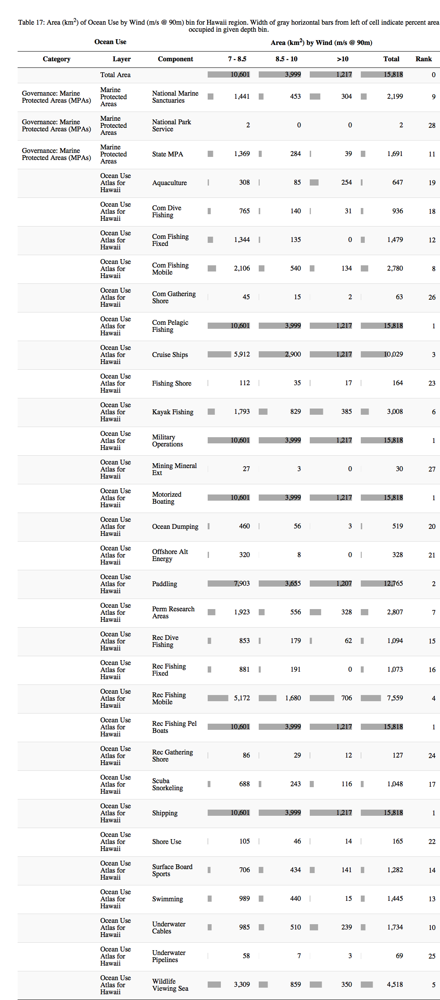 Table 17: Area (km2) of Ocean Use by Wind (m/s @ 90m) bin for Hawaii region. Width of gray horizontal bars from left of cell indicate percent area
occupied in given depth bin.
Ocean Use Area (km2) by Wind (m/s @ 90m)
Category Layer Component 7 - 8.5 8.5 - 10 >10 Total Rank
Total Area 10,601 3,999 1,217 15,818 0
Governance: Marine
Protected Areas (MPAs)
Marine
Protected
Areas
National Marine
Sanctuaries
1,441 453 304 2,199 9
Governance: Marine
Protected Areas (MPAs)
Marine
Protected
Areas
National Park
Service
2 0 0 2 28
Governance: Marine
Protected Areas (MPAs)
Marine
Protected
Areas
State MPA 1,369 284 39 1,691 11
Ocean Use
Atlas for
Hawaii
Aquaculture 308 85 254 647 19
Ocean Use
Atlas for
Hawaii
Com Dive
Fishing
765 140 31 936 18
Ocean Use
Atlas for
Hawaii
Com Fishing
Fixed
1,344 135 0 1,479 12
Ocean Use
Atlas for
Hawaii
Com Fishing
Mobile
2,106 540 134 2,780 8
Ocean Use
Atlas for
Hawaii
Com Gathering
Shore
45 15 2 63 26
Ocean Use
Atlas for
Hawaii
Com Pelagic
Fishing
10,601 3,999 1,217 15,818 1
Ocean Use
Atlas for
Hawaii
Cruise Ships 5,912 2,900 1,217 10,029 3
Ocean Use
Atlas for
Hawaii
Fishing Shore 112 35 17 164 23
Ocean Use
Atlas for
Hawaii
Kayak Fishing 1,793 829 385 3,008 6
Ocean Use
Atlas for
Hawaii
Military
Operations
10,601 3,999 1,217 15,818 1
Ocean Use
Atlas for
Hawaii
Mining Mineral
Ext
27 3 0 30 27
Ocean Use
Atlas for
Hawaii
Motorized
Boating
10,601 3,999 1,217 15,818 1
Ocean Use
Atlas for
Hawaii
Ocean Dumping 460 56 3 519 20
Ocean Use
Atlas for
Hawaii
Offshore Alt
Energy
320 8 0 328 21
Ocean Use
Atlas for
Hawaii
Paddling 7,903 3,655 1,207 12,765 2
Ocean Use
Atlas for
Hawaii
Perm Research
Areas
1,923 556 328 2,807 7
Ocean Use
Atlas for
Hawaii
Rec Dive
Fishing
853 179 62 1,094 15
Ocean Use
Atlas for
Hawaii
Rec Fishing
Fixed
881 191 0 1,073 16
Ocean Use
Atlas for
Hawaii
Rec Fishing
Mobile
5,172 1,680 706 7,559 4
Ocean Use
Atlas for
Hawaii
Rec Fishing Pel
Boats
10,601 3,999 1,217 15,818 1
Ocean Use
Atlas for
Hawaii
Rec Gathering
Shore
86 29 12 127 24
Ocean Use
Atlas for
Hawaii
Scuba
Snorkeling
688 243 116 1,048 17
Ocean Use
Atlas for
Hawaii
Shipping 10,601 3,999 1,217 15,818 1
Ocean Use
Atlas for
Hawaii
Shore Use 105 46 14 165 22
Ocean Use
Atlas for
Hawaii
Surface Board
Sports
706 434 141 1,282 14
Ocean Use
Atlas for
Hawaii
Swimming 989 440 15 1,445 13
Ocean Use
Atlas for
Hawaii
Underwater
Cables
985 510 239 1,734 10
Ocean Use
Atlas for
Hawaii
Underwater
Pipelines
58 7 3 69 25
Ocean Use
Atlas for
Hawaii
Wildlife
Viewing Sea
3,309 859 350 4,518 5